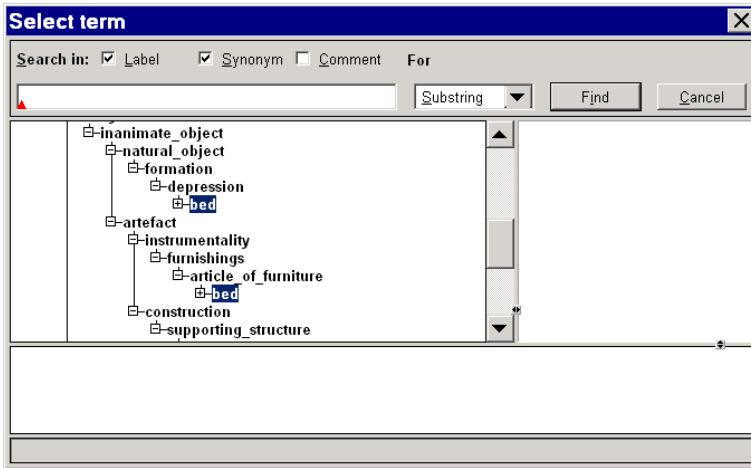 Select term
Search in: Label Synonym Comment For
Substring Find Cancel
inanimate_object
natural_object
formation
depression
bed
artefact
instrumentality
furnishings
article_of_furniture
bed
construction
supporting_structure